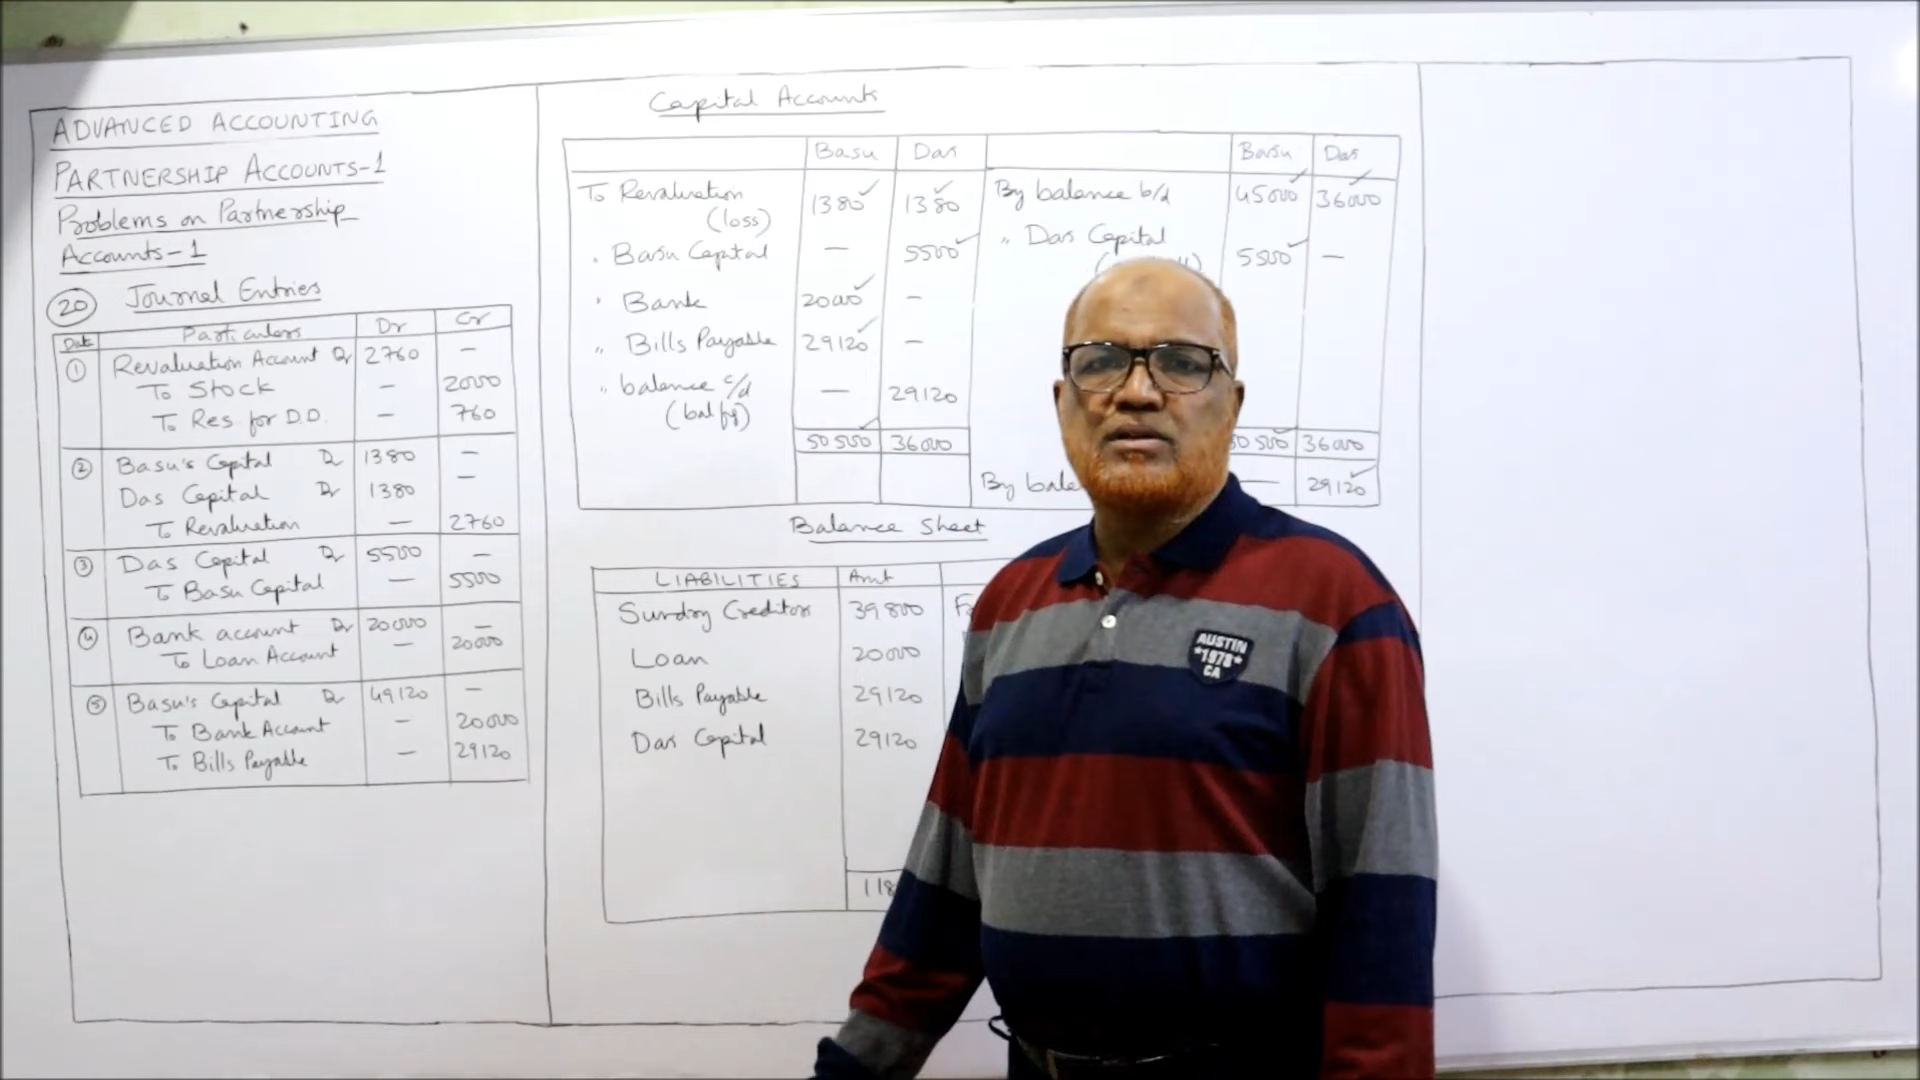 ADVANCED ACCOUNTING
PARTNERSHIP ACCOUNTS-1
Problems on Partnership
Accounts-1
20 Journal Entries
Date Particulars Dr Cr
1 Revaluation Account Dr 2760 —
To Stock — 2000
To Res. for D.D. — 760
2 Basu's Capital Dr 1380 —
Das Capital Dr 1380 —
To Revaluation — 2760
3 Das Capital Dr 5500 —
To Basu Capital — 5500
4 Bank account Dr 20000 —
To Loan Account — 20000
5 Basu's Capital Dr 49120 —
To Bank Account — 20000
To Bills Payable — 29120
Capital Accounts
Basu Das Basu Das
To Revaluation 1380 1380 By balance b/d 45000 36000
(loss)
" Basu Capital — 5500 " Das Capital 5500 —
" Bank 20000 —
" Bills Payable 29120 —
" balance c/d — 29120
(bal fg)
50500 36000 50500 36000
By — 29120
Balance Sheet
LIABILITIES Amt
Sundry Creditors 39800
Loan 20000
Bills Payable 29120
Das Capital 29120
118
AUSTIN
*1978*
CA